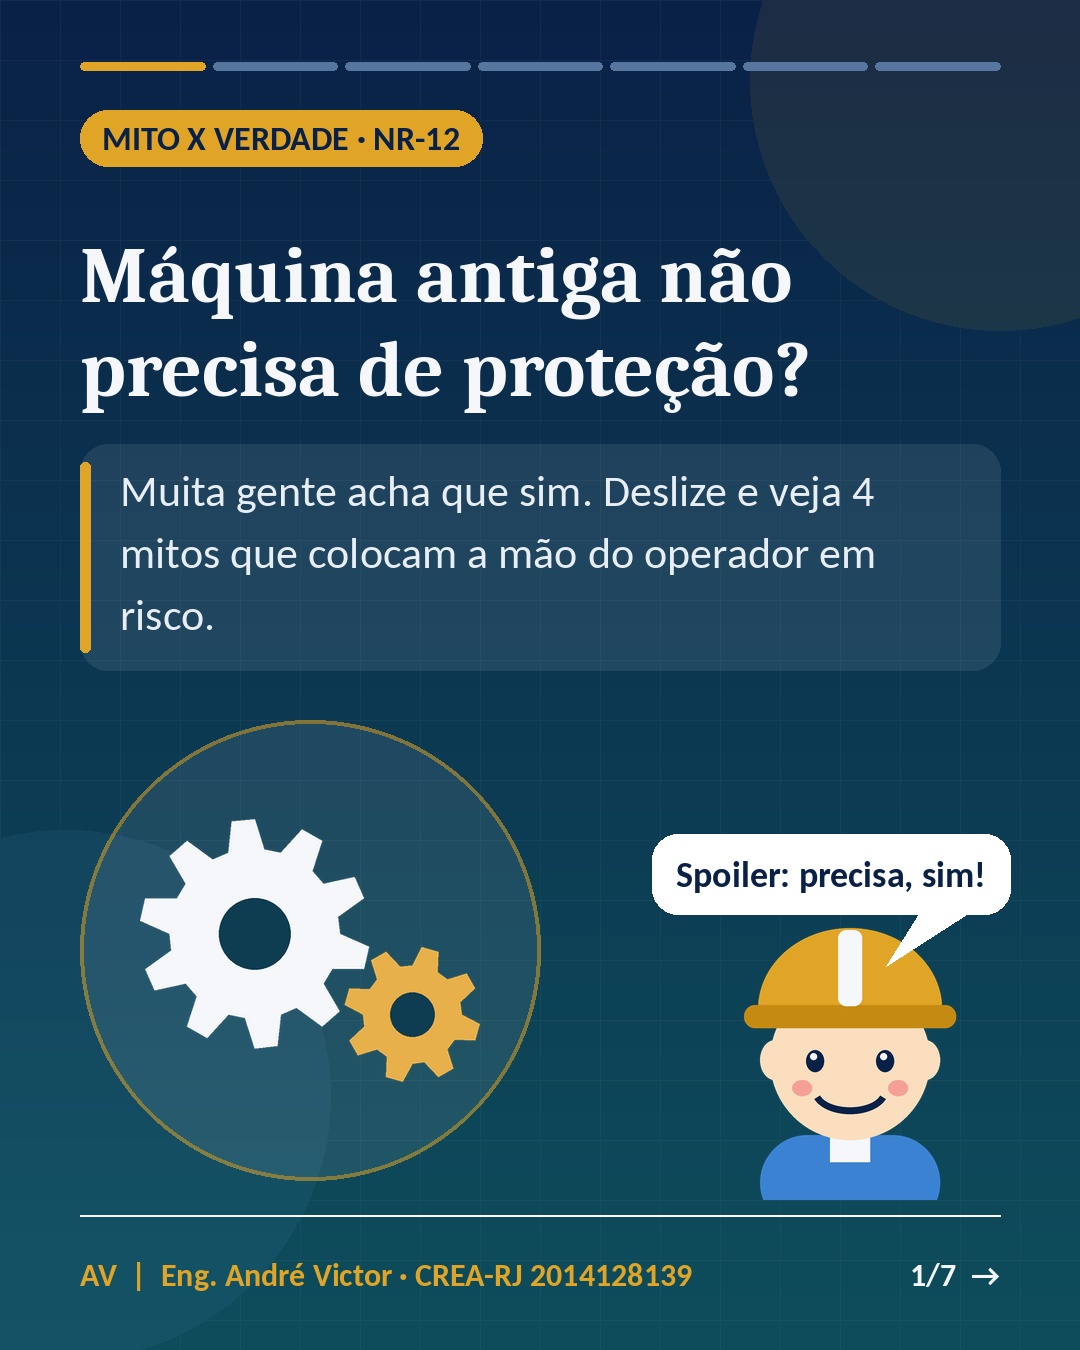 MITO X VERDADE · NR-12
Máquina antiga não
precisa de proteção?
Muita gente acha que sim. Deslize e veja 4
mitos que colocam a mão do operador em
risco.
Spoiler: precisa, sim!
AV | Eng. André Victor · CREA-RJ 2014128139
1/7 →